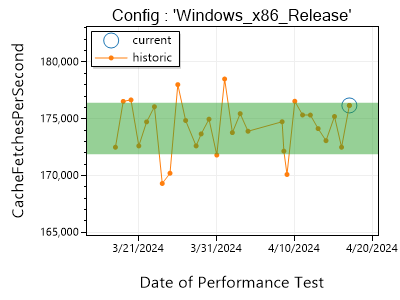 Config : 'Windows_x86_Release'
current
historic
CacheFetchesPerSecond
180,000
175,000
170,000
165,000
3/21/2024
3/31/2024
4/10/2024
4/20/2024
Date of Performance Test